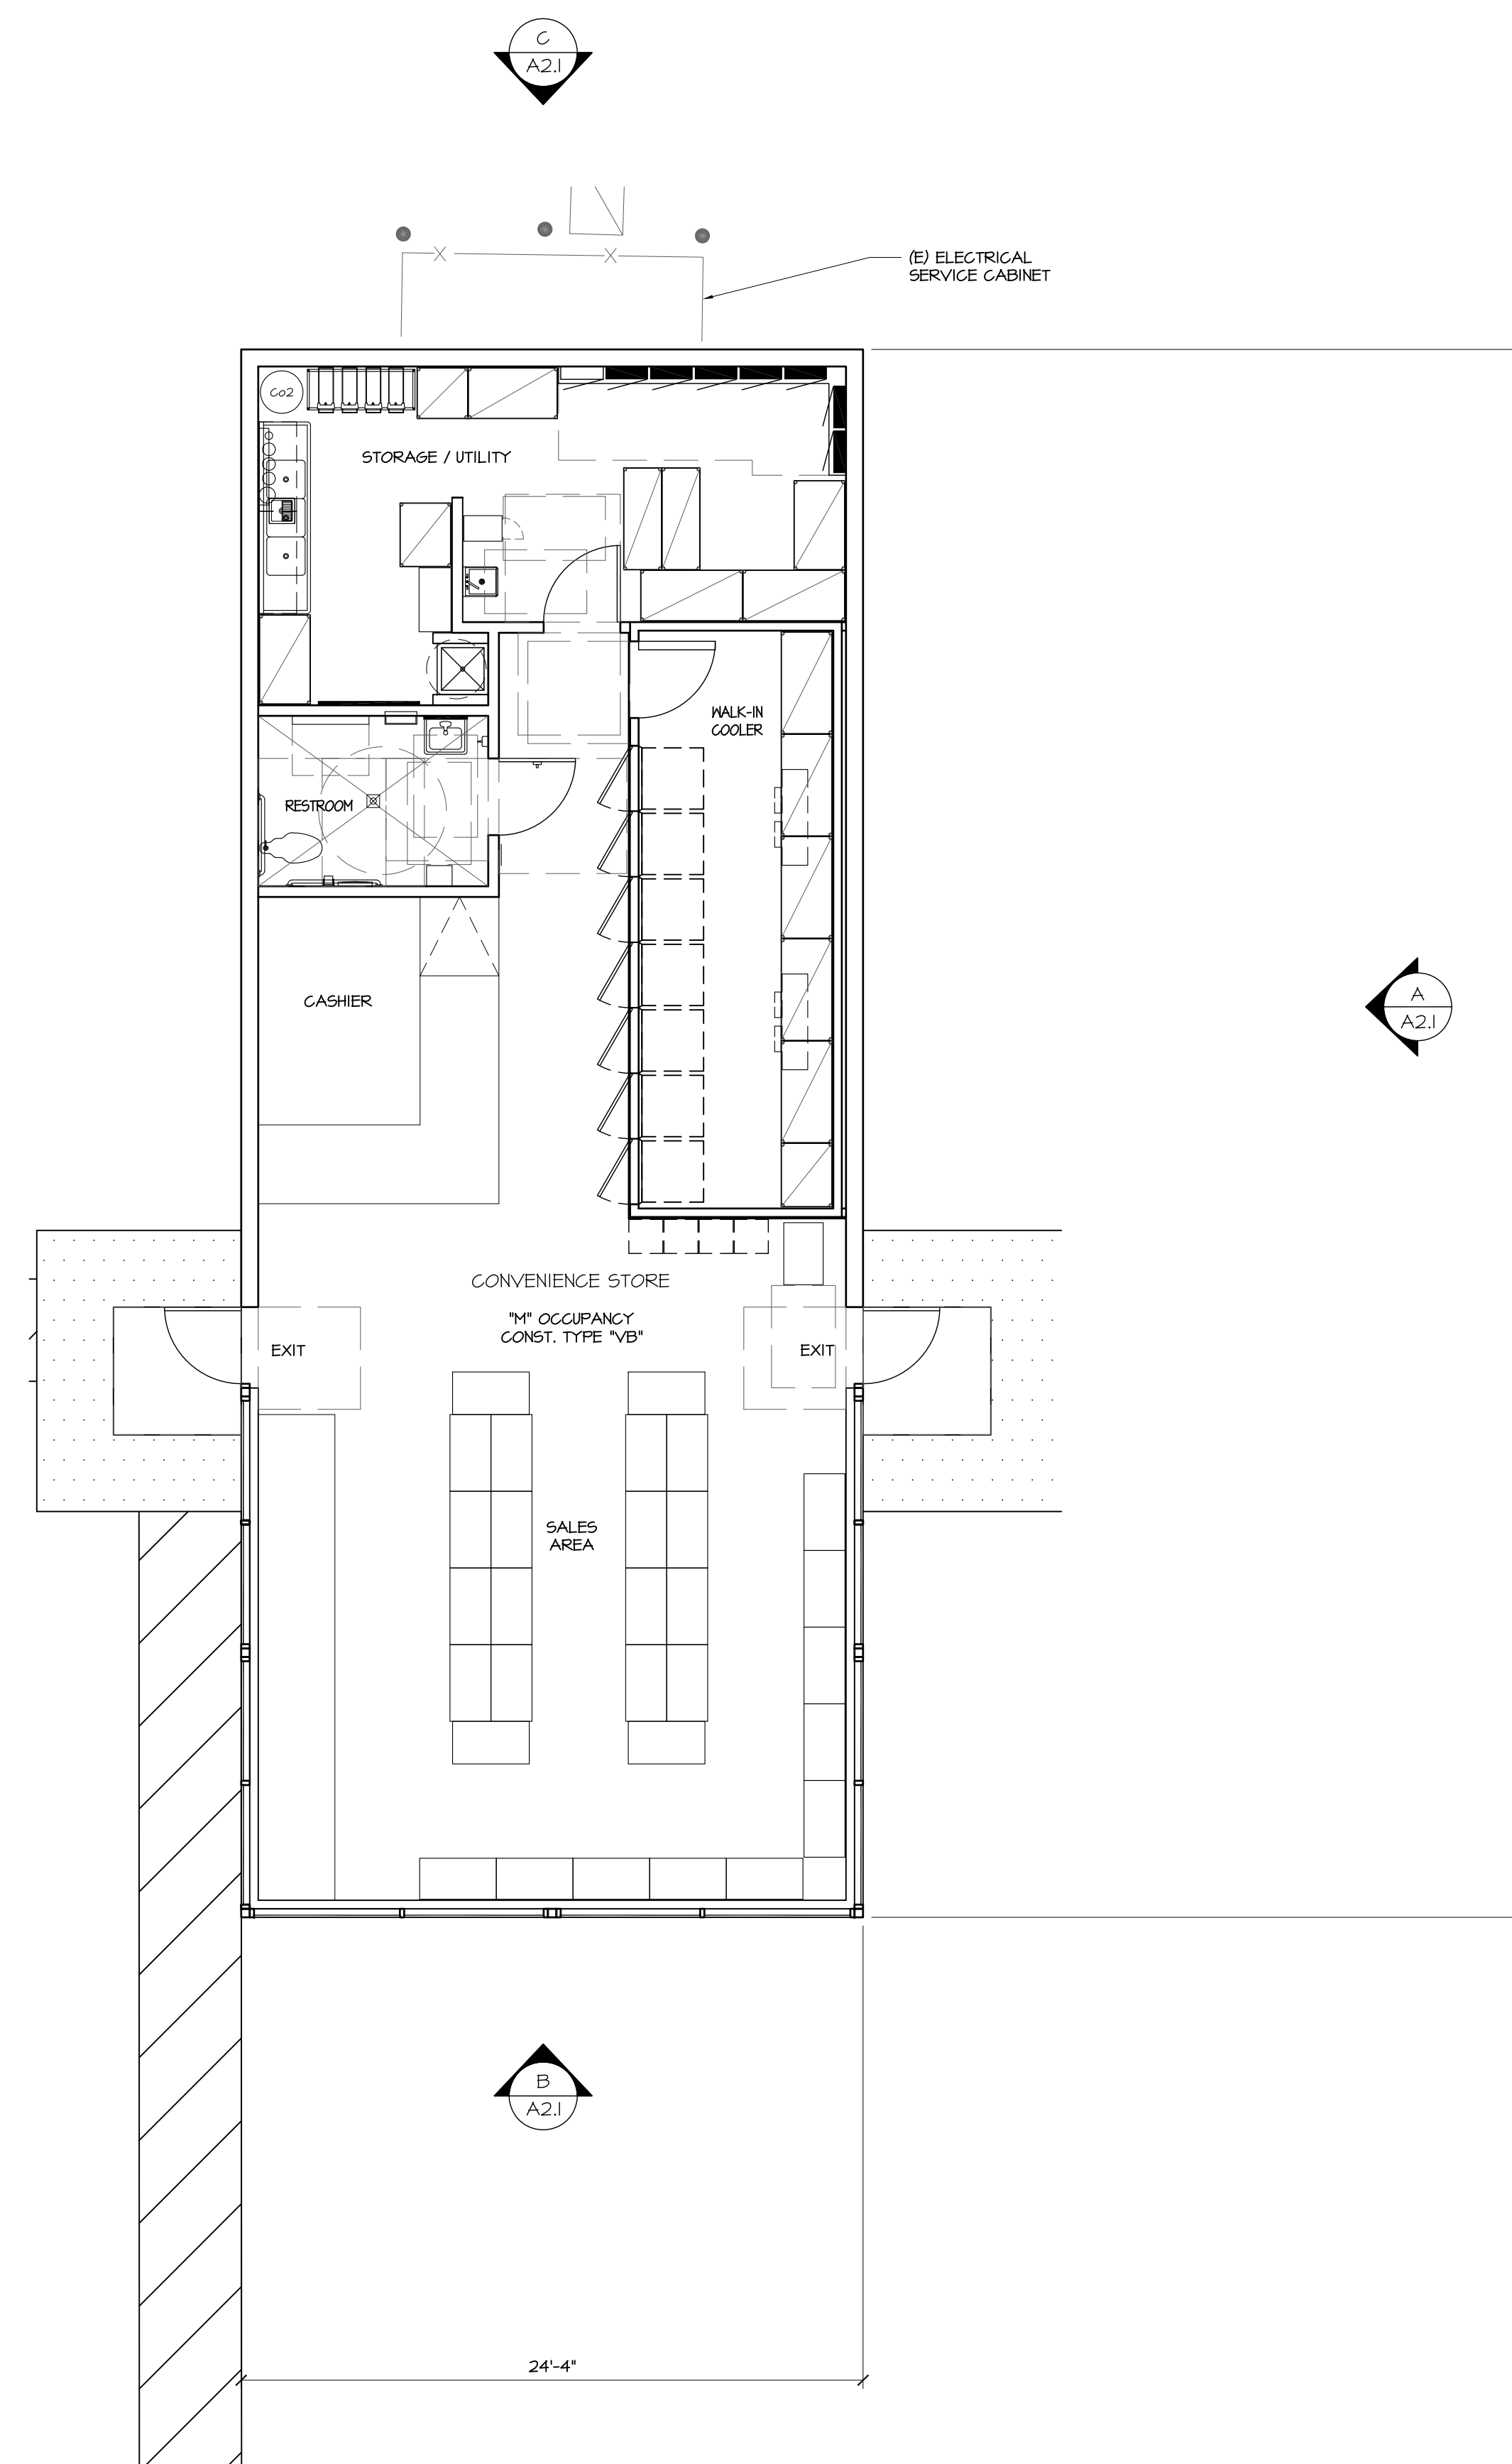 C
A2.1
(E) ELECTRICAL
SERVICE CABINET
Co2
STORAGE / UTILITY
WALK-IN
COOLER
RESTROOM
CASHIER
A
A2.1
CONVENIENCE STORE
"M" OCCUPANCY
CONST. TYPE "VB"
EXIT
EXIT
SALES
AREA
B
A2.1
24'-4"